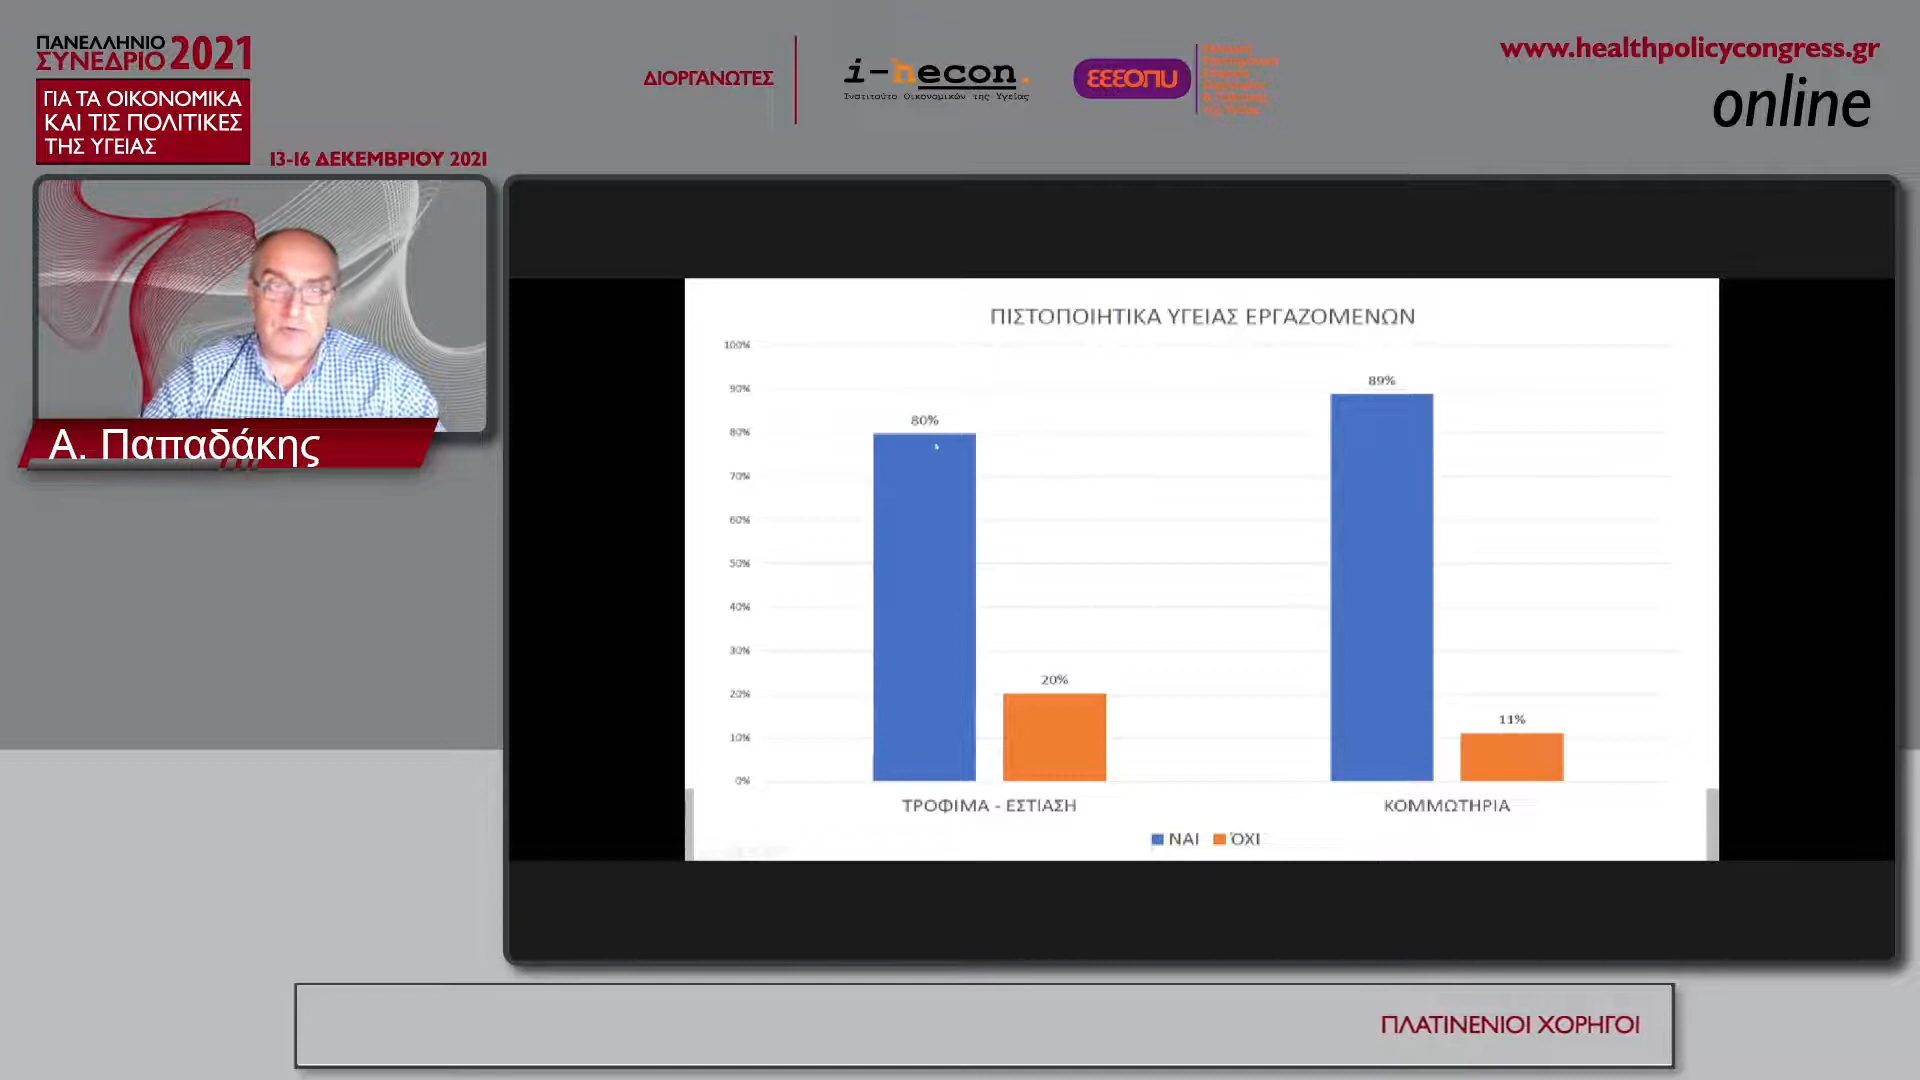 ΠΑΝΕΛΛΗΝΙΟ
ΣΥΝΕΔΡΙΟ 2021
ΓΙΑ ΤΑ ΟΙΚΟΝΟΜΙΚΑ
ΚΑΙ ΤΙΣ ΠΟΛΙΤΙΚΕΣ
ΤΗΣ ΥΓΕΙΑΣ
13-16 ΔΕΚΕΜΒΡΙΟΥ 2021
ΔΙΟΡΓΑΝΩΤΕΣ
i-hecon.
Ινστιτούτο Οικονομικών της Υγείας
εεεοπυ
www.healthpolicycongress.gr
online
Α. Παπαδάκης
ΠΙΣΤΟΠΟΙΗΤΙΚΑ ΥΓΕΙΑΣ ΕΡΓΑΖΟΜΕΝΩΝ
100%
90%
80%
70%
60%
50%
40%
30%
20%
10%
0%
80%
20%
89%
11%
ΤΡΟΦΙΜΑ - ΕΣΤΙΑΣΗ
ΚΟΜΜΩΤΗΡΙΑ
ΝΑΙ ΌΧΙ
ΠΛΑΤΙΝΕΝΙΟΙ ΧΟΡΗΓΟΙ